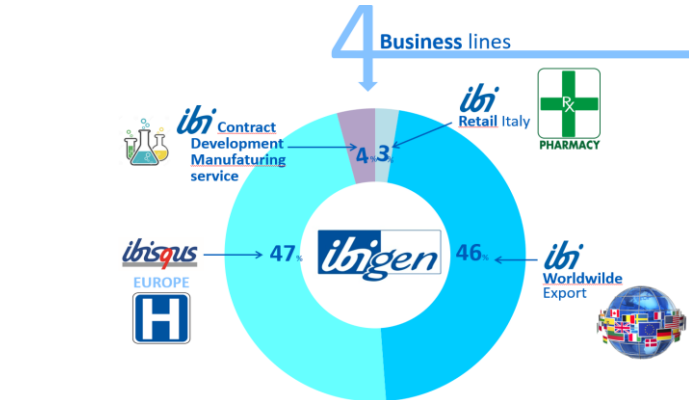 4 Business lines
ibi Contract
Development
Manufaturing
service
4%
3%
ibi
Retail Italy
RX
PHARMACY
ibisqus
EUROPE
H
47%
ibigen
46%
ibi
Worldwilde
Export